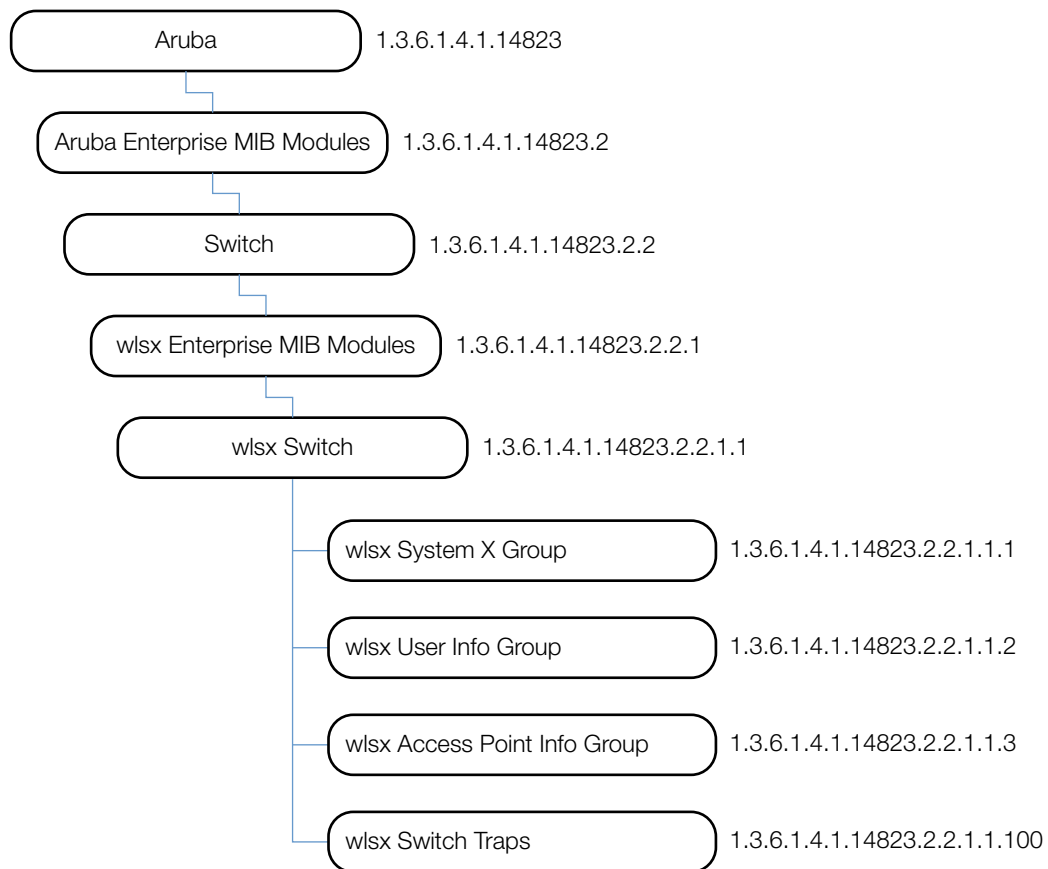 Aruba 1.3.6.1.4.1.14823
Aruba Enterprise MIB Modules 1.3.6.1.4.1.14823.2
Switch 1.3.6.1.4.1.14823.2.2
wlsx Enterprise MIB Modules 1.3.6.1.4.1.14823.2.2.1
wlsx Switch 1.3.6.1.4.1.14823.2.2.1.1
wlsx System X Group 1.3.6.1.4.1.14823.2.2.1.1.1
wlsx User Info Group 1.3.6.1.4.1.14823.2.2.1.1.2
wlsx Access Point Info Group 1.3.6.1.4.1.14823.2.2.1.1.3
wlsx Switch Traps 1.3.6.1.4.1.14823.2.2.1.1.100